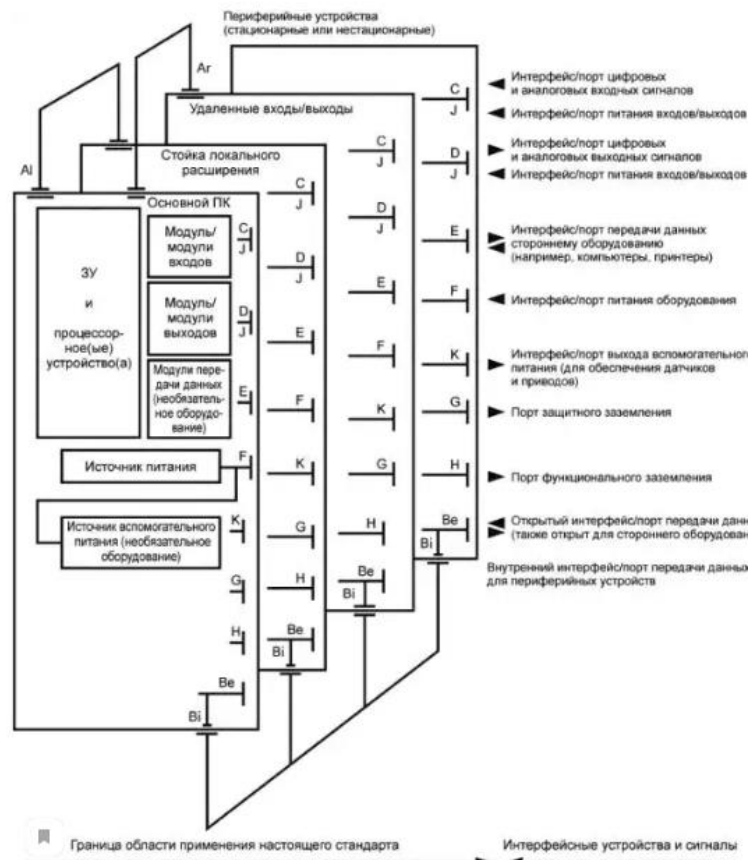 Периферийные устройства
(стационарные или нестационарные)
Ar
Удаленные входы/выходы
Al
Стойка локального
расширения
Основной ПК
ЗУ
и
процессор-
ное(ые)
устройство(а)
Модуль/
модули
входов
Модуль/
модули
выходов
Модули пере-
дачи данных
(необязатель-
ное оборудо-
вание)
Источник питания
Источник вспомогательного
питания (необязательное
оборудование)
C
J
D
J
E
F
K
G
H
Be
Bi
C
J
D
J
E
F
K
G
H
Be
Bi
C
J
D
J
E
F
K
G
H
Be
Bi
C
J
D
J
E
F
K
G
H
Be
Bi
Интерфейс/порт цифровых
и аналоговых входных сигналов
Интерфейс/порт питания входов/выходов
Интерфейс/порт цифровых
и аналоговых выходных сигналов
Интерфейс/порт питания входов/выходов
Интерфейс/порт передачи данных
стороннему оборудованию
(например, компьютеры, принтеры)
Интерфейс/порт питания оборудования
Интерфейс/порт выхода вспомогательного
питания (для обеспечения датчиков
и приводов)
Порт защитного заземления
Порт функционального заземления
Открытый интерфейс/порт передачи
(также открыт для стороннего
Внутренний интерфейс/порт передачи данных
для периферийных устройств
Граница области применения настоящего стандарта
Интерфейсные устройства и сигналы